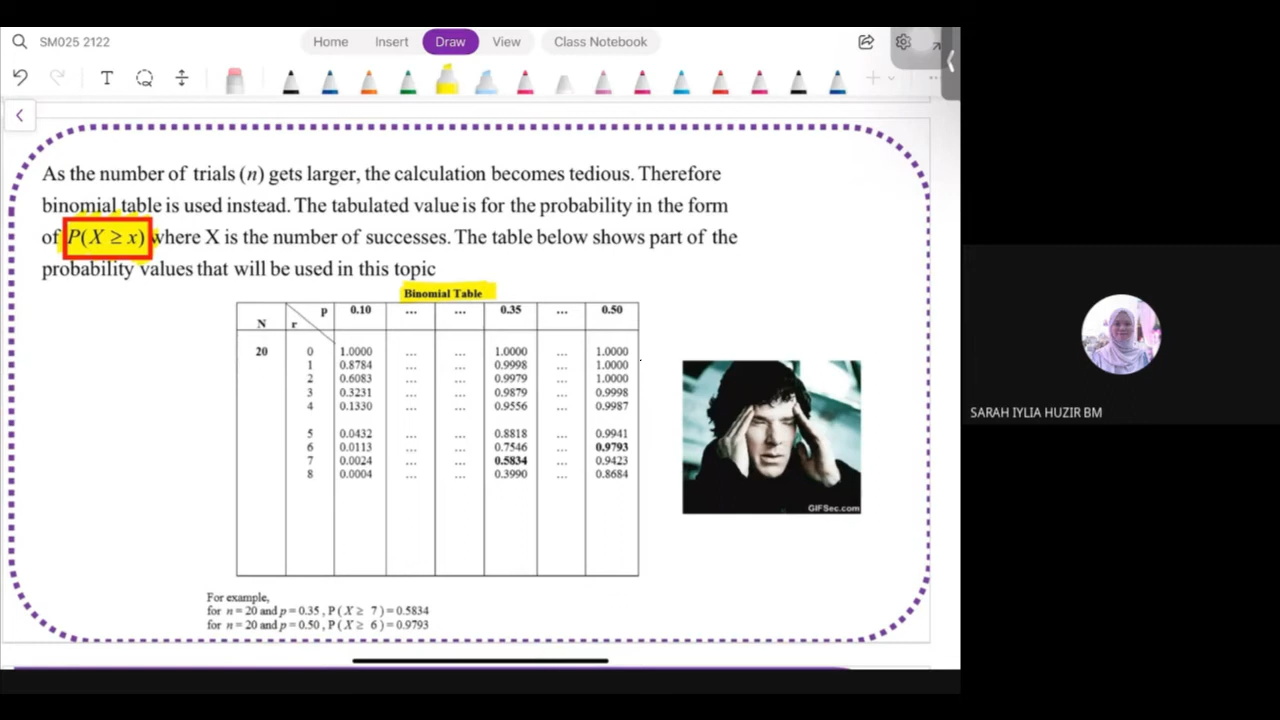 SM025 2122
Home Insert Draw View Class Notebook
T
As the number of trials (n) gets larger, the calculation becomes tedious. Therefore
binomial table is used instead. The tabulated value is for the probability in the form
of P(X ≥ x) where X is the number of successes. The table below shows part of the
probability values that will be used in this topic
Binomial Table
N r P 0.10 ... ... 0.35 ... 0.50
20 0 1.0000 ... ... 1.0000 ... 1.0000
1 0.8784 ... ... 0.9998 ... 1.0000
2 0.6083 ... ... 0.9979 ... 1.0000
3 0.3231 ... ... 0.9879 ... 0.9998
4 0.1330 ... ... 0.9556 ... 0.9987
5 0.0432 ... ... 0.8818 ... 0.9941
6 0.0113 ... ... 0.7546 ... 0.9793
7 0.0024 ... ... 0.5834 ... 0.9423
8 0.0004 ... ... 0.3990 ... 0.8684
GIFSec.com
For example,
for n = 20 and p = 0.35 , P ( X ≥ 7 ) = 0.5834
for n = 20 and p = 0.50 , P ( X ≥ 6 ) = 0.9793
SARAH IYLIA HUZIR BM